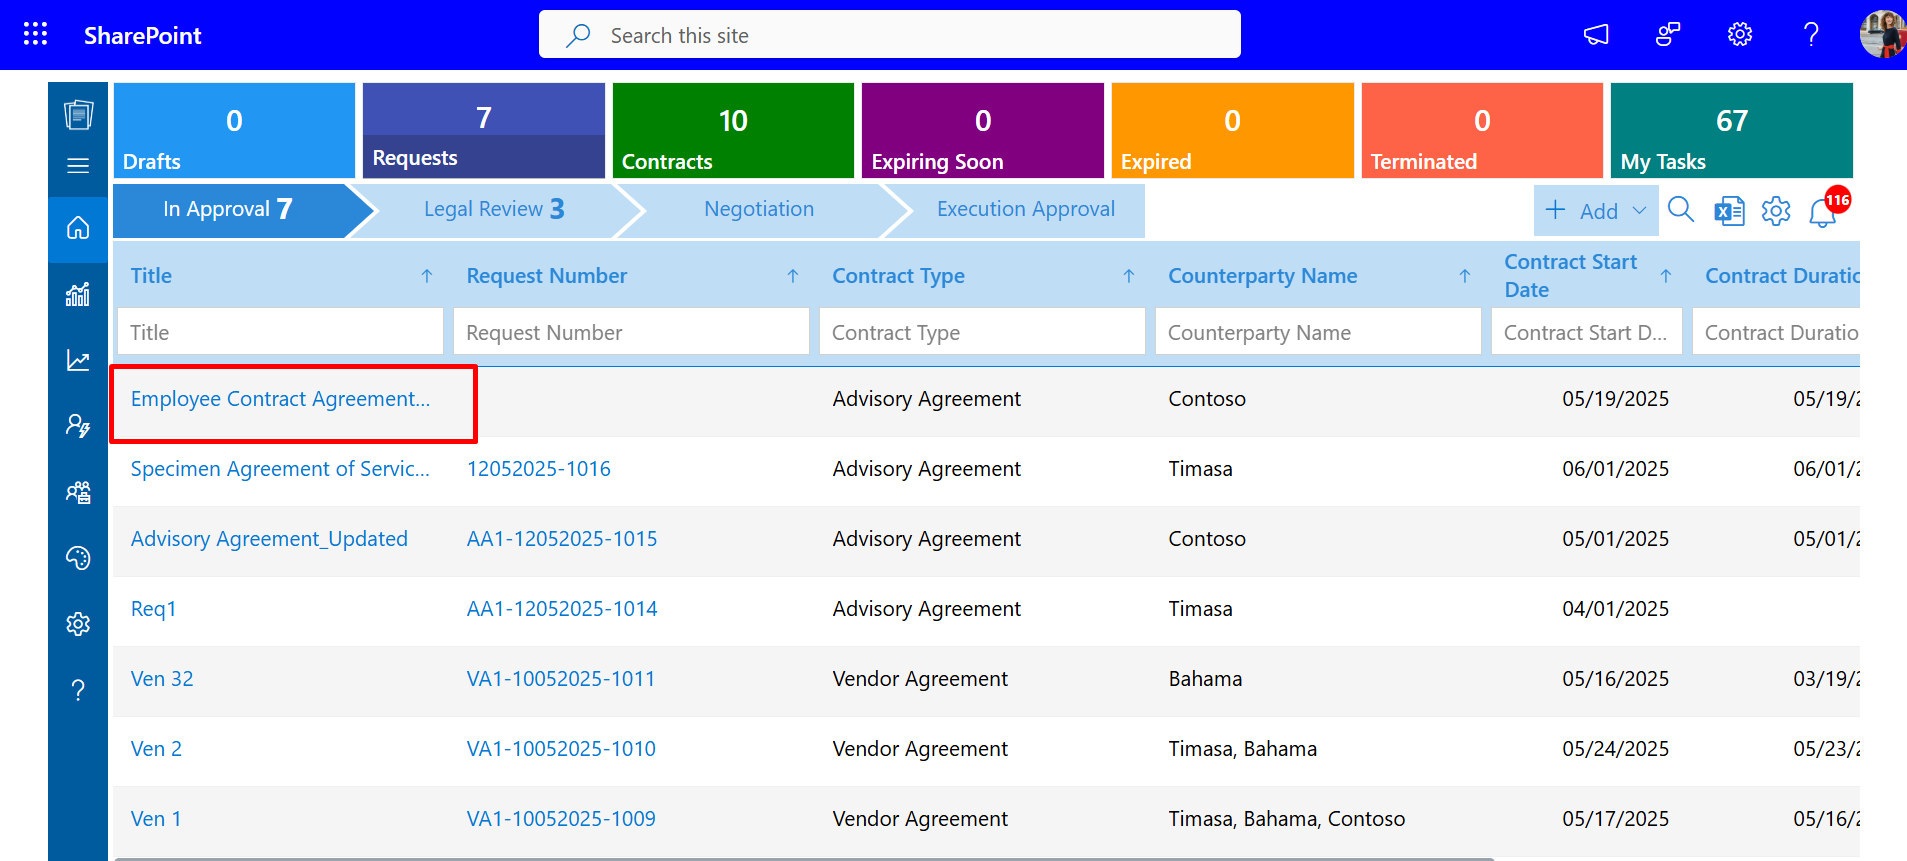 SharePoint
Search this site
0
Drafts
7
Requests
10
Contracts
0
Expiring Soon
0
Expired
0
Terminated
67
My Tasks
In Approval 7
Legal Review 3
Negotiation
Execution Approval
+ Add
116
Title
Request Number
Contract Type
Counterparty Name
Contract Start
Date
Contract Duratio
Title
Request Number
Contract Type
Counterparty Name
Contract Start D...
Contract Duratio
Employee Contract Agreement... Advisory Agreement Contoso 05/19/2025 05/19/2
Specimen Agreement of Servic... 12052025-1016 Advisory Agreement Timasa 06/01/2025 06/01/2
Advisory Agreement_Updated AA1-12052025-1015 Advisory Agreement Contoso 05/01/2025 05/01/2
Req1 AA1-12052025-1014 Advisory Agreement Timasa 04/01/2025
Ven 32 VA1-10052025-1011 Vendor Agreement Bahama 05/16/2025 03/19/2
Ven 2 VA1-10052025-1010 Vendor Agreement Timasa, Bahama 05/24/2025 05/23/2
Ven 1 VA1-10052025-1009 Vendor Agreement Timasa, Bahama, Contoso 05/17/2025 05/16/2